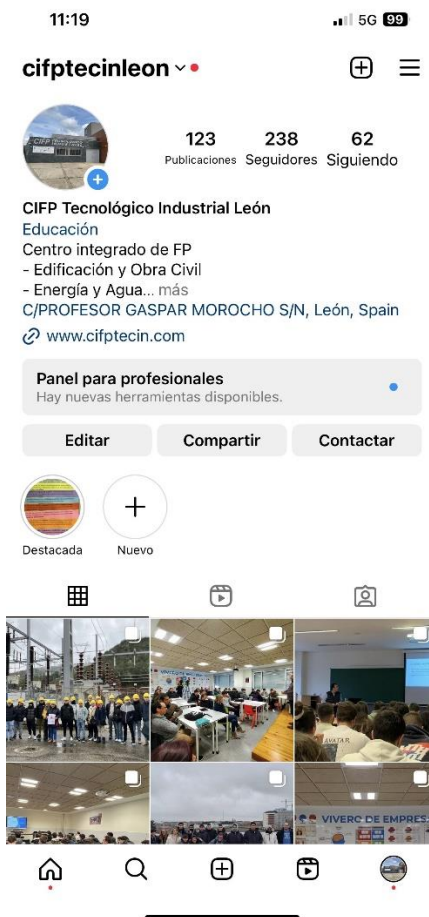 11:19
5G 99
cifptecinleon
123 238 62
Publicaciones Seguidores Siguiendo
CIFP Tecnológico Industrial León
Educación
Centro integrado de FP
- Edificación y Obra Civil
- Energía y Agua... más
C/PROFESOR GASPAR MOROCHO S/N, León, Spain
www.cifptecin.com
Panel para profesionales
Hay nuevas herramientas disponibles.
Editar Compartir Contactar
Destacada Nuevo
AVATAR
VIVERO DE EMPRES